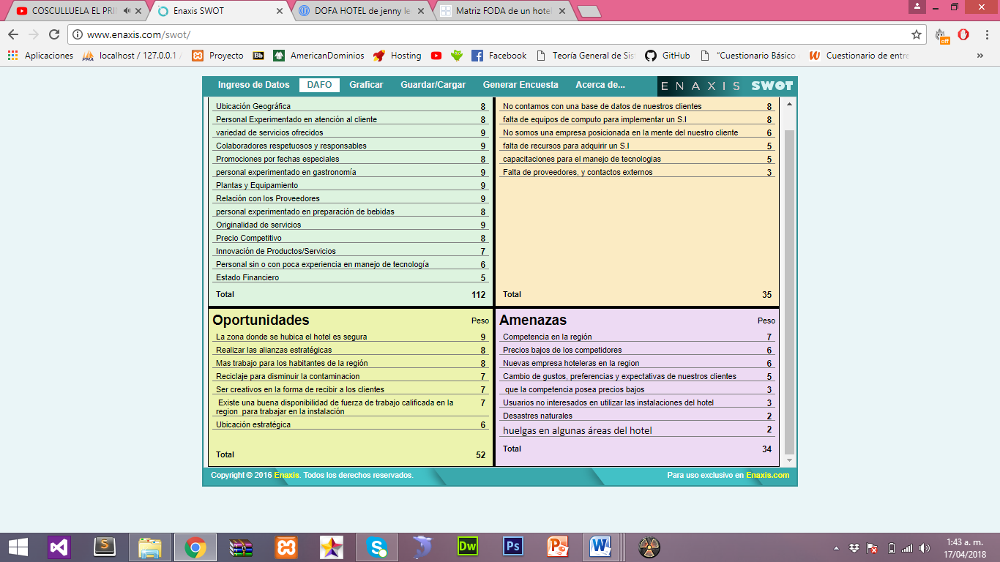 COSCULLUELA EL PRI
Enaxis SWOT
DOFA HOTEL de jenny le
Matriz FODA de un hote
www.enaxis.com/swot/
Aplicaciones
localhost / 127.0.0.1
Proyecto
Bb
AmericanDominios
Hosting
Facebook
Teoría General de Sis
GitHub
"Cuestionario Básico
Cuestionario de entre
»
off
Ingreso de Datos DAFO Graficar Guardar/Cargar Generar Encuesta Acerca de... ENAXIS SWOT
Ubicación Geográfica 8
Personal Experimentado en atención al cliente 8
variedad de servicios ofrecidos 9
Colaboradores respetuosos y responsables 9
Promociones por fechas especiales 8
personal experimentado en gastronomía 9
Plantas y Equipamiento 9
Relación con los Proveedores 9
personal experimentado en preparación de bebidas 8
Originalidad de servicios 9
Precio Competitivo 8
Innovación de Productos/Servicios 7
Personal sin o con poca experiencia en manejo de tecnología 6
Estado Financiero 5
Total 112
No contamos con una base de datos de nuestros clientes 8
falta de equipos de computo para implementar un S.I 8
No somos una empresa posicionada en la mente del nuestro cliente 6
falta de recursos para adquirir un S.I 5
capacitaciones para el manejo de tecnologias 5
Falta de proveedores, y contactos externos 3
Total 35
Oportunidades Peso
La zona donde se hubica el hotel es segura 9
Realizar las alianzas estratégicas 8
Mas trabajo para los habitantes de la región 8
Reciclaje para disminuir la contaminacion 7
Ser creativos en la forma de recibir a los clientes 7
Existe una buena disponibilidad de fuerza de trabajo calificada en la 7
region para trabajar en la instalación
Ubicación estratégica 6
Total 52
Amenazas Peso
Competencia en la región 7
Precios bajos de los competidores 6
Nuevas empresa hoteleras en la region 6
Cambio de gustos, preferencias y expectativas de nuestros clientes 5
que la competencia posea precios bajos 3
Usuarios no interesados en utilizar las instalaciones del hotel 3
Desastres naturales 2
huelgas en algunas áreas del hotel 2
Total 34
Copyright © 2016 Enaxis. Todos los derechos reservados.
Para uso exclusivo en Enaxis.com
Dw
Ps
1:43 a. m.
17/04/2018